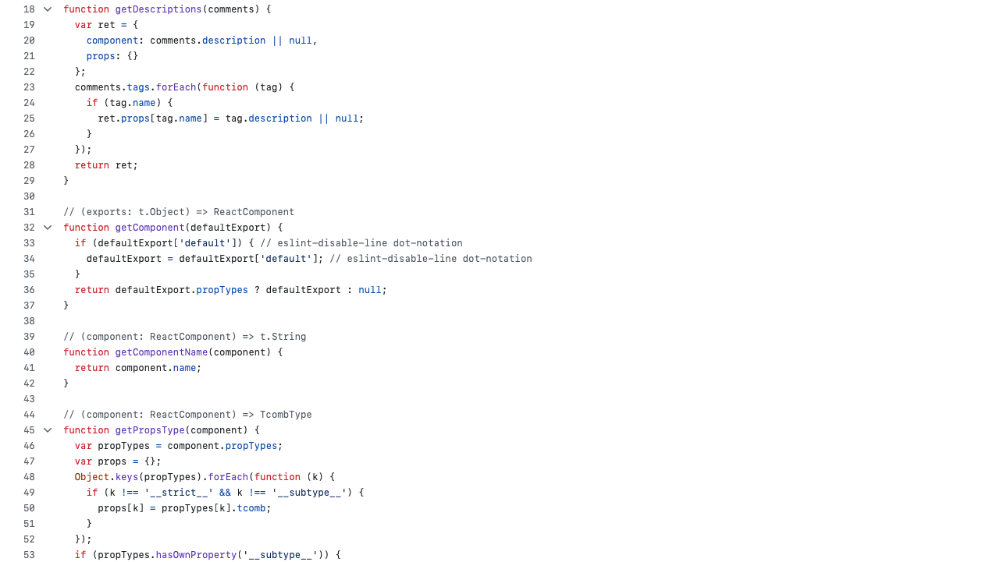 18 function getDescriptions(comments) {
19   var ret = {
20     component: comments.description || null,
21     props: {}
22   };
23   comments.tags.forEach(function (tag) {
24     if (tag.name) {
25       ret.props[tag.name] = tag.description || null;
26     }
27   });
28   return ret;
29 }
30
31 // (exports: t.Object) => ReactComponent
32 function getComponent(defaultExport) {
33   if (defaultExport['default']) { // eslint-disable-line dot-notation
34     defaultExport = defaultExport['default']; // eslint-disable-line dot-notation
35   }
36   return defaultExport.propTypes ? defaultExport : null;
37 }
38
39 // (component: ReactComponent) => t.String
40 function getComponentName(component) {
41   return component.name;
42 }
43
44 // (component: ReactComponent) => TcombType
45 function getPropsType(component) {
46   var propTypes = component.propTypes;
47   var props = {};
48   Object.keys(propTypes).forEach(function (k) {
49     if (k !== '__strict__' && k !== '__subtype__') {
50       props[k] = propTypes[k].tcomb;
51     }
52   });
53   if (propTypes.hasOwnProperty('__subtype__')) {